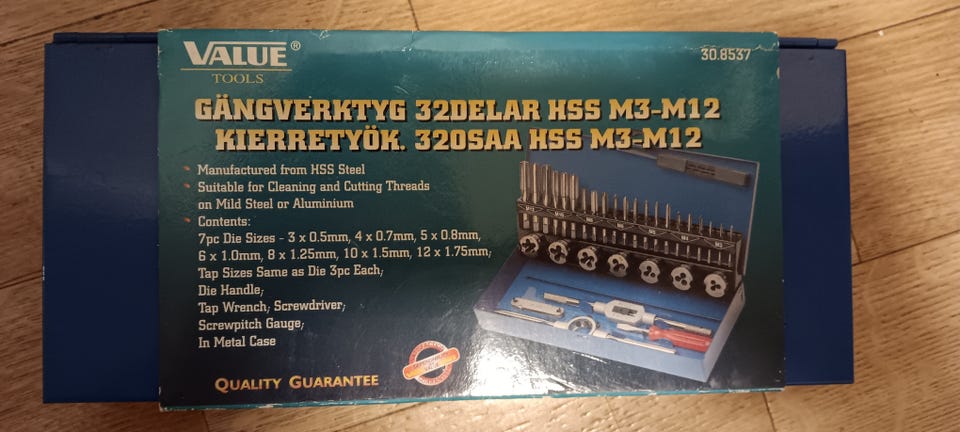 VALUE®
TOOLS
30.8537
GÄNGVERKTYG 32DELAR HSS M3-M12
KIERRETYÖK. 32OSAA HSS M3-M12
Manufactured from HSS Steel
Suitable for Cleaning and Cutting Threads
on Mild Steel or Aluminium
Contents:
7pc Die Sizes – 3 x 0.5mm, 4 x 0.7mm, 5 x 0.8mm,
6 x 1.0mm, 8 x 1.25mm, 10 x 1.5mm, 12 x 1.75mm;
Tap Sizes Same as Die 3pc Each;
Die Handle;
Tap Wrench; Screwdriver;
Screwpitch Gauge;
In Metal Case
QUALITY GUARANTEE